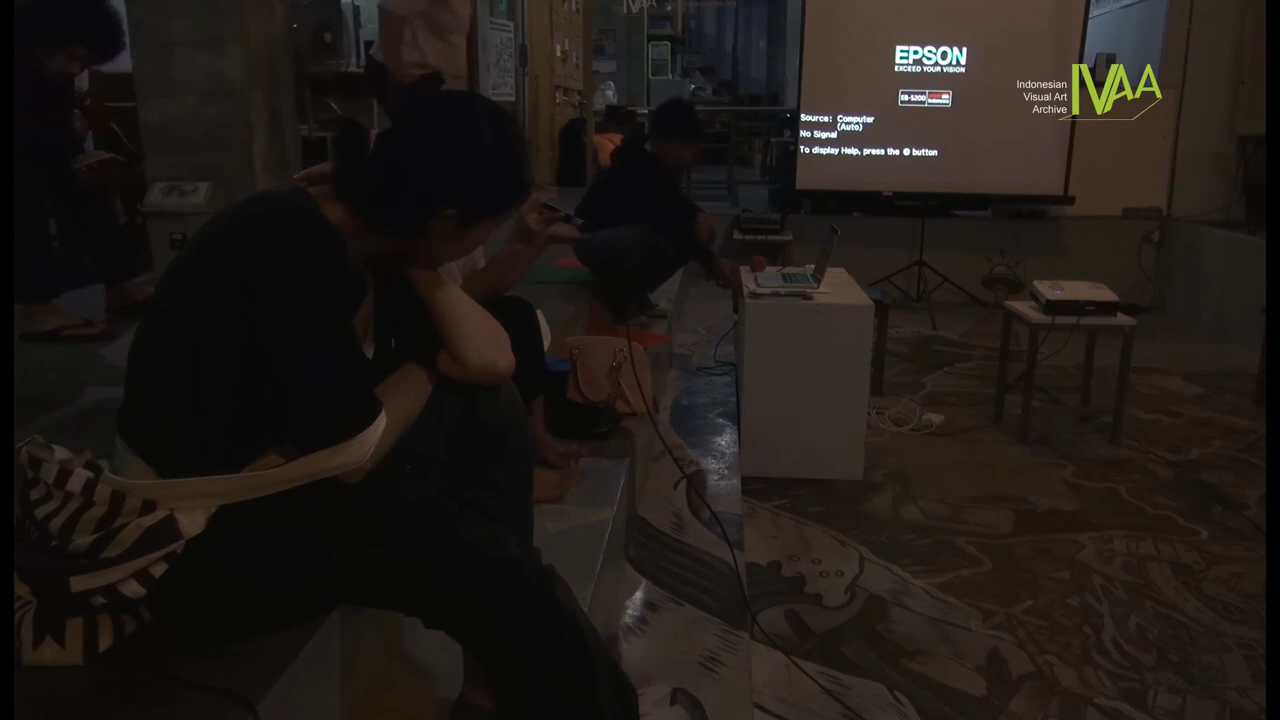 IVAA
EPSON
EXCEED YOUR VISION
EB-S200
Source: Computer
(Auto)
No Signal
To display Help, press the button
Indonesian
Visual Art
Archive
IVAA